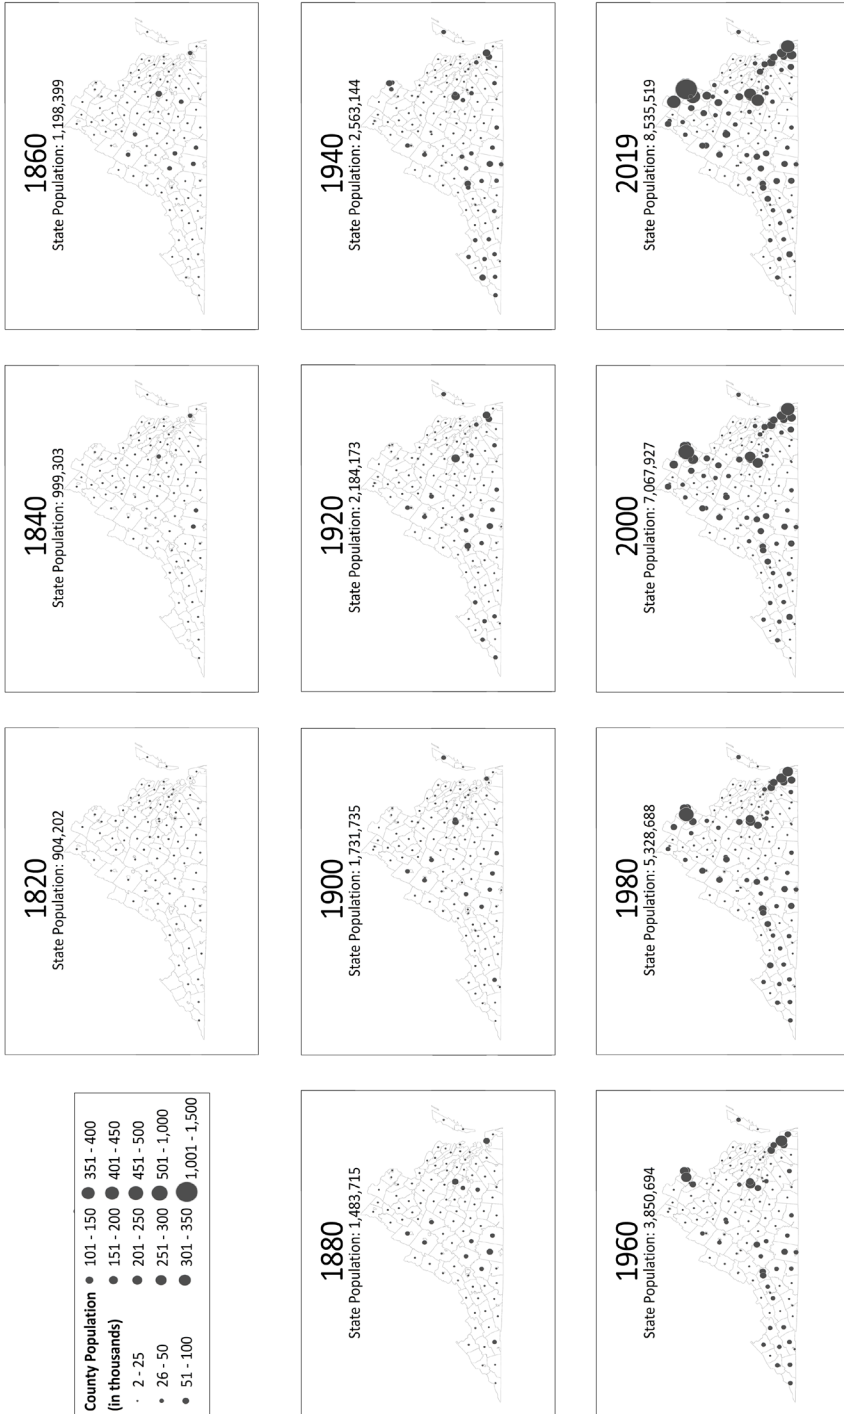 County Population
(in thousands)
2 - 25
26 - 50
51 - 100
101 - 150
151 - 200
201 - 250
251 - 300
301 - 350
351 - 400
401 - 450
451 - 500
501 - 1,000
1,001 - 1,500
1820
State Population: 904,202
1840
State Population: 999,303
1860
State Population: 1,198,399
1880
State Population: 1,483,715
1900
State Population: 1,731,735
1920
State Population: 2,184,173
1940
State Population: 2,563,144
1960
State Population: 3,850,694
1980
State Population: 5,328,688
2000
State Population: 7,067,927
2019
State Population: 8,535,519